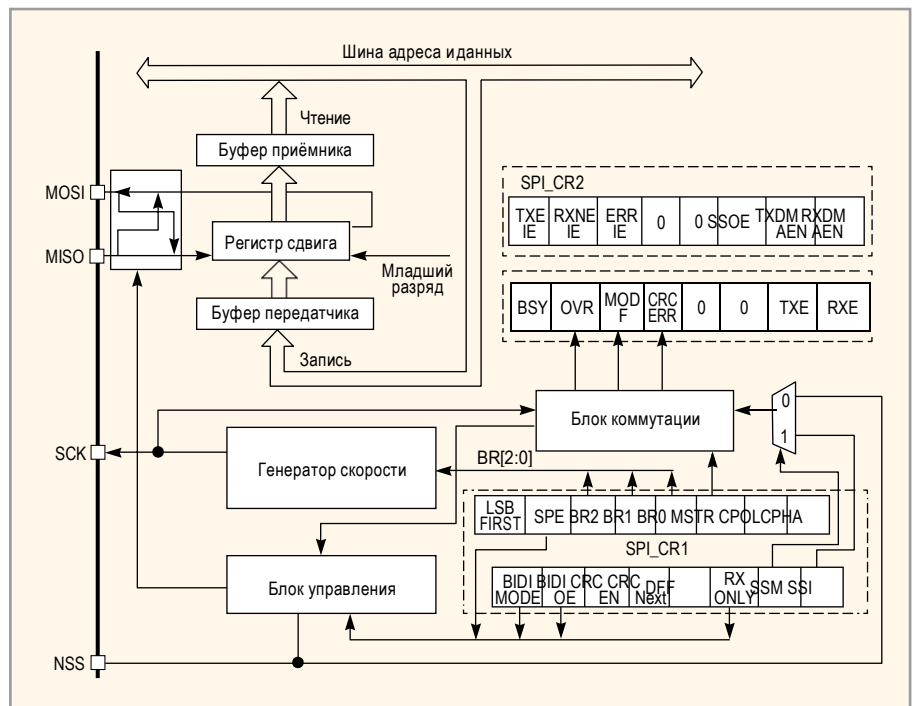 Шина адреса и данных
Чтение
Буфер приёмника
MOSI
MISO
Регистр сдвига
Младший
разряд
Буфер передатчика
Запись
SPI_CR2
TXE IE RXNE IE ERR IE 0 0 SSOE TXDM AEN RXDM AEN
BSY OVR MOD F CRC ERR 0 0 TXE RXE
Блок коммутации
0
1
SCK
Генератор скорости
BR[2:0]
LSB FIRST SPE BR2 BR1 BR0 MSTR CPOL CPHA
SPI_CR1
BIDI MODE BIDI OE CRC EN CRC Next DFF RX ONLY SSM SSI
Блок управления
NSS